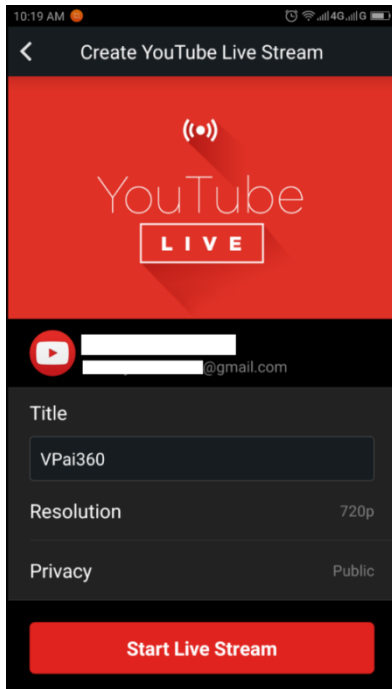 10:19 AM 4G G
Create YouTube Live Stream
YouTube
LIVE
@gmail.com
Title
VPai360
Resolution 720p
Privacy Public
Start Live Stream